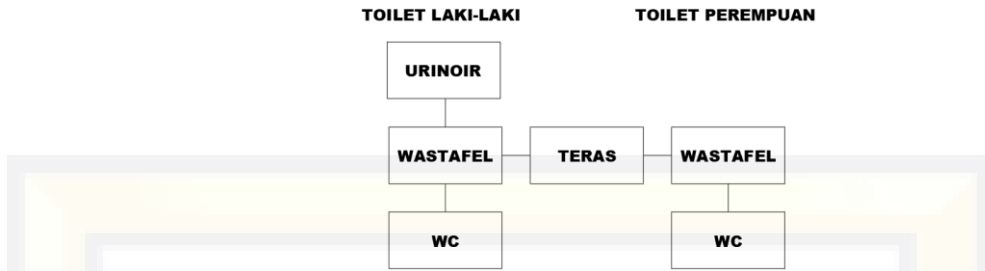 TOILET LAKI-LAKI TOILET PEREMPUAN
URINOIR
WASTAFEL TERAS WASTAFEL
WC WC